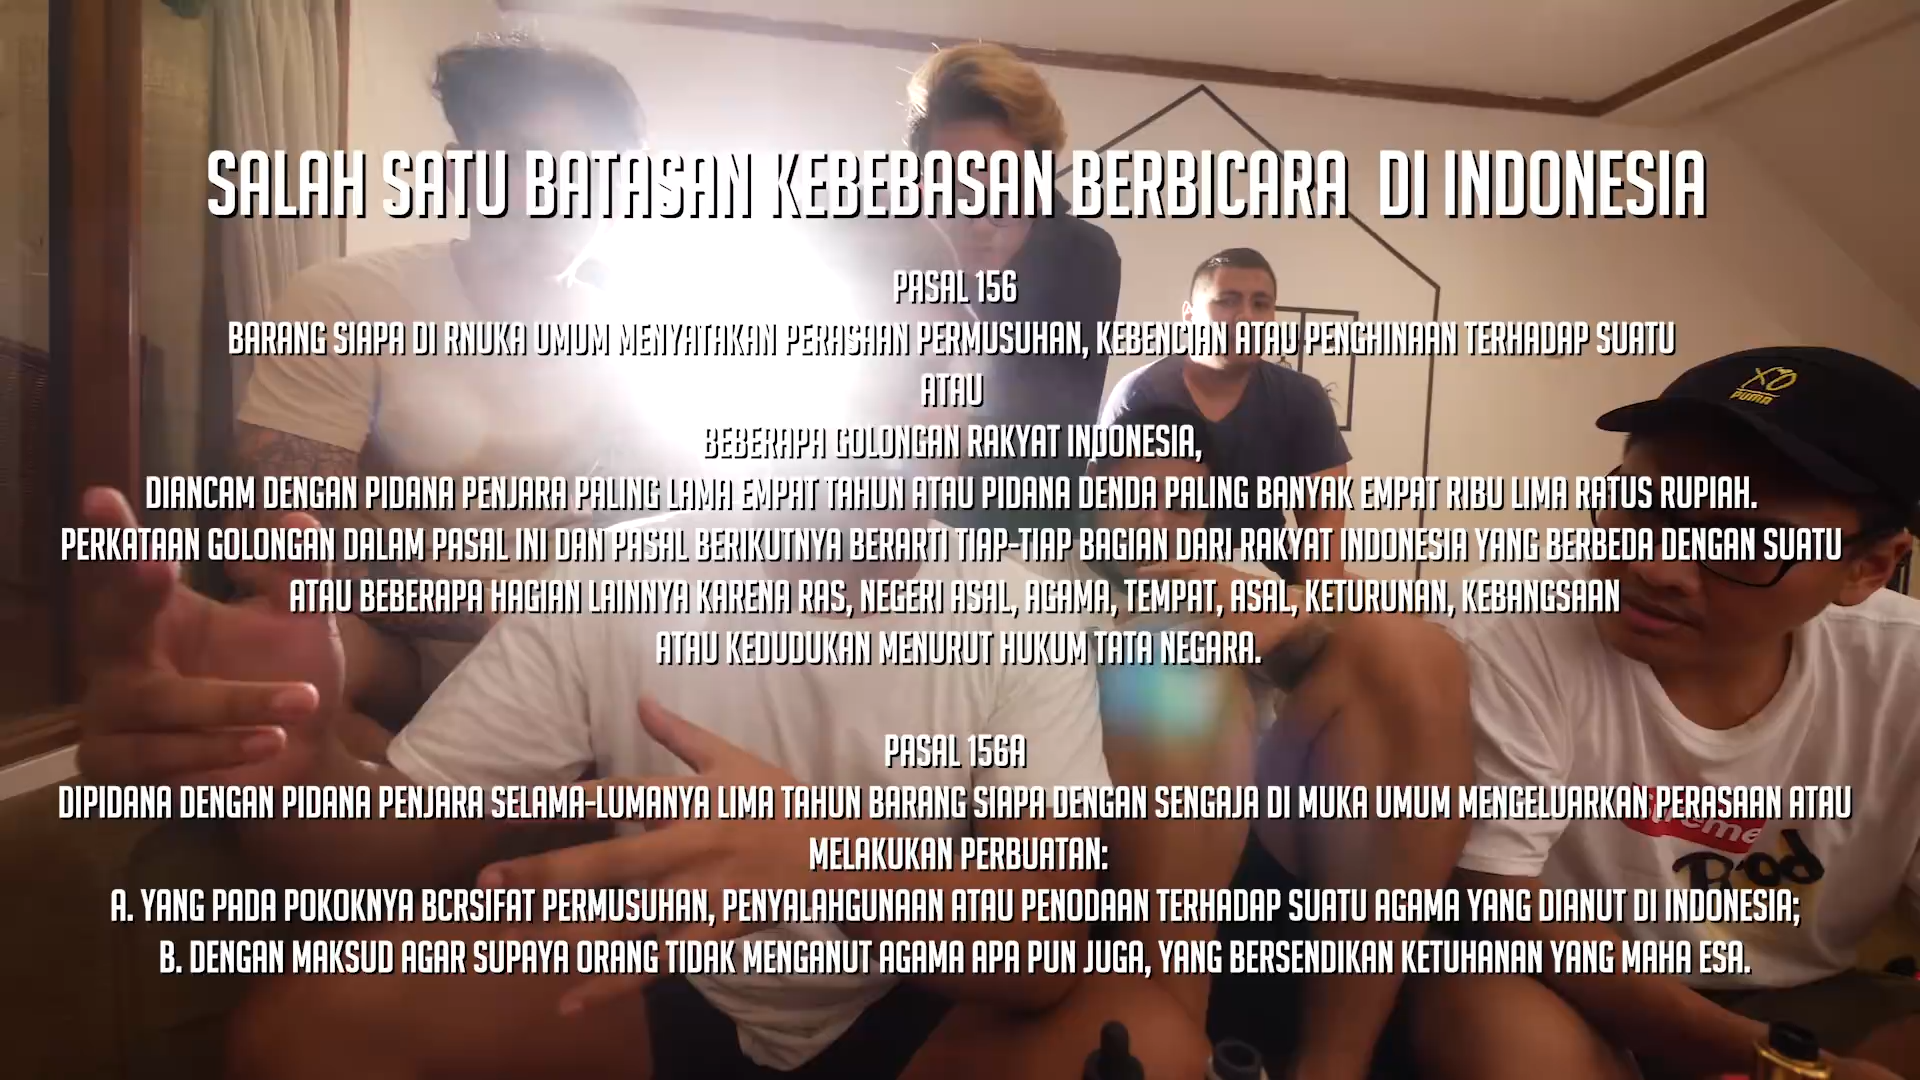 SALAH SATU BATASAN KEBEBASAN BERBICARA DI INDONESIA
PASAL 156
BARANG SIAPA DI RNUKA UMUM MENYATAKAN PERASAAN PERMUSUHAN, KEBENCIAN ATAU PENGHINAAN TERHADAP SUATU
ATAU
BEBERAPA GOLONGAN RAKYAT INDONESIA,
DIANCAM DENGAN PIDANA PENJARA PALING LAMA EMPAT TAHUN ATAU PIDANA DENDA PALING BANYAK EMPAT RIBU LIMA RATUS RUPIAH.
PERKATAAN GOLONGAN DALAM PASAL INI DAN PASAL BERIKUTNYA BERARTI TIAP-TIAP BAGIAN DARI RAKYAT INDONESIA YANG BERBEDA DENGAN SUATU
ATAU BEBERAPA HAGIAN LAINNYA KARENA RAS, NEGERI ASAL, AGAMA, TEMPAT, ASAL, KETURUNAN, KEBANGSAAN
ATAU KEDUDUKAN MENURUT HUKUM TATA NEGARA.
PASAL 156A
DIPIDANA DENGAN PIDANA PENJARA SELAMA-LUMANYA LIMA TAHUN BARANG SIAPA DENGAN SENGAJA DI MUKA UMUM MENGELUARKAN PERASAAN ATAU
MELAKUKAN PERBUATAN:
A. YANG PADA POKOKNYA BCRSIFAT PERMUSUHAN, PENYALAHGUNAAN ATAU PENODAAN TERHADAP SUATU AGAMA YANG DIANUT DI INDONESIA;
B. DENGAN MAKSUD AGAR SUPAYA ORANG TIDAK MENGANUT AGAMA APA PUN JUGA, YANG BERSENDIKAN KETUHANAN YANG MAHA ESA.
XO
PUMA